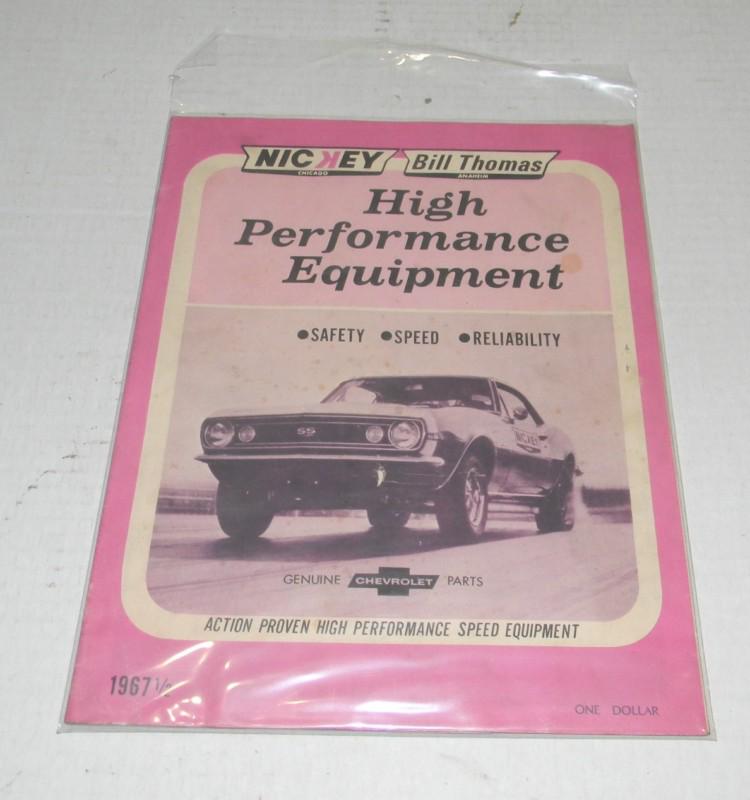 NICKEY Bill Thomas
CHICAGO ANAHEIM
High
Performance
Equipment
●SAFETY ●SPEED ●RELIABILITY
SS
NICKEY
GENUINE CHEVROLET PARTS
ACTION PROVEN HIGH PERFORMANCE SPEED EQUIPMENT
1967½
ONE DOLLAR